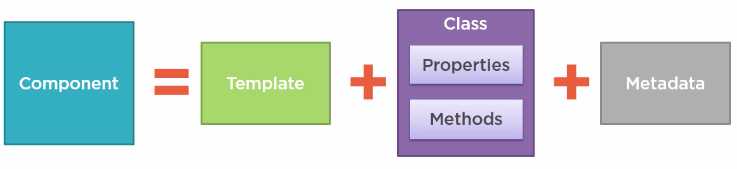 Component
=
Template
+
Class
Properties
Methods
+
Metadata